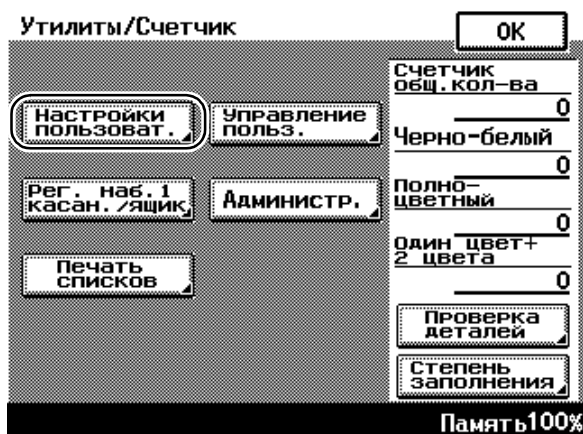 Утилиты/Счетчик
OK
Настройки
пользоват.
Управление
польз.
Рег. наб.1
касан./ящик
Администр.
Печать
списков
Счетчик
общ.кол-ва
0
Черно-белый
0
Полно-
цветный
0
Один цвет+
2 цвета
0
Проверка
деталей
Степень
заполнения
Память100%